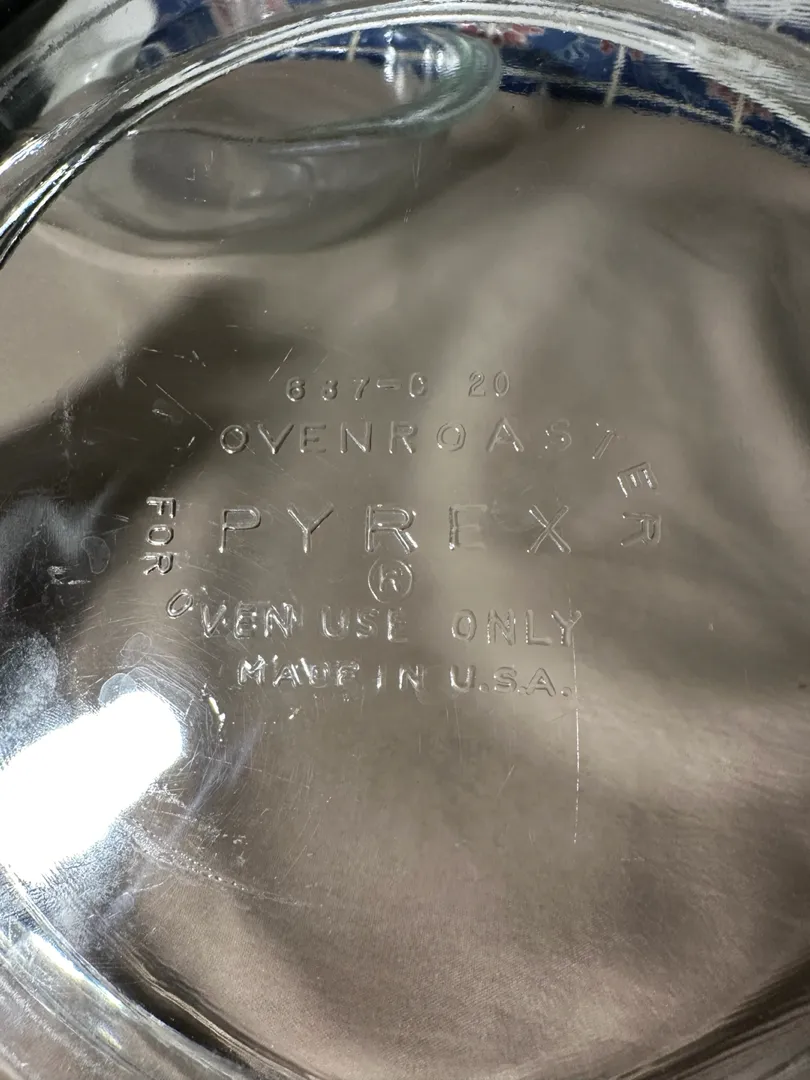 637-C 20
OVENROASTER
PYREX
®
FOR OVEN USE ONLY
MADE IN U.S.A.